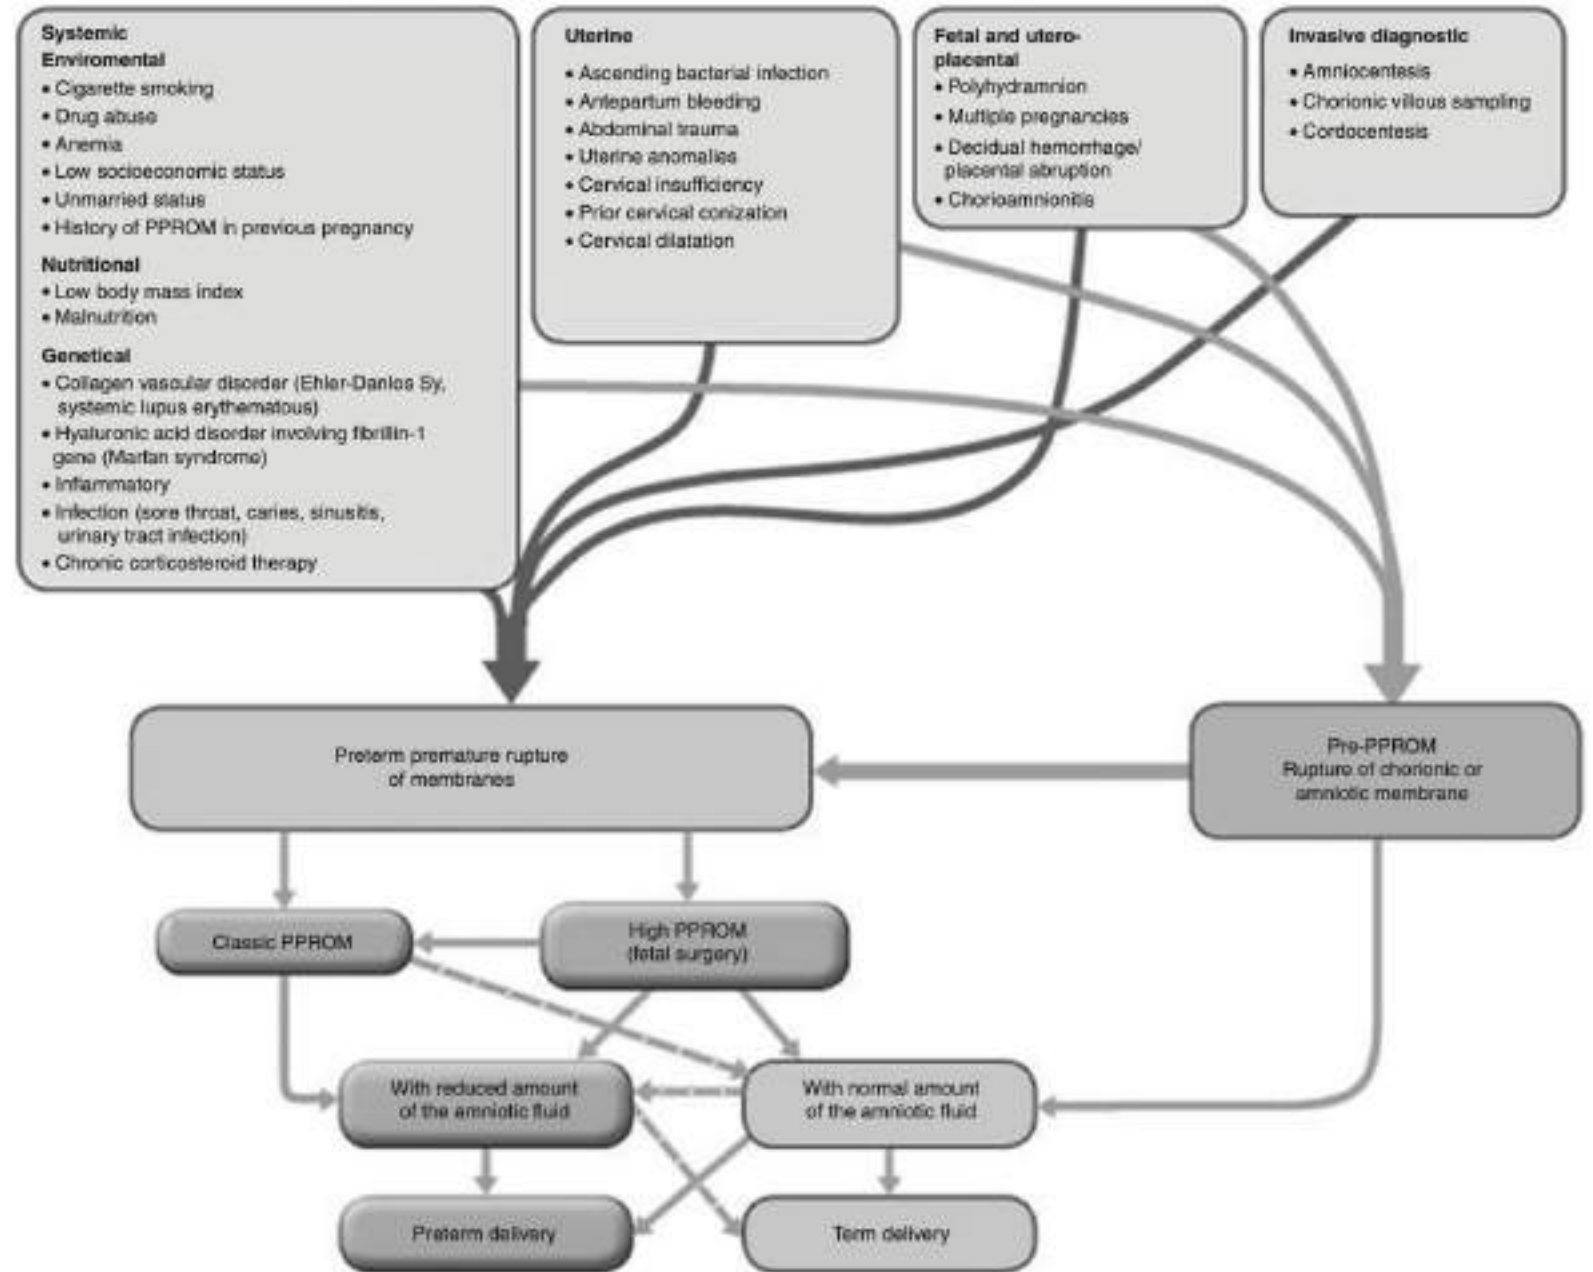 Systemic
Enviromental
• Cigarette smoking
• Drug abuse
• Anemia
• Low socioeconomic status
• Unmarried status
• History of PPROM in previous pregnancy
Nutritional
• Low body mass index
• Malnutrition
Genetical
• Collagen vascular disorder (Ehler-Danlos Sy,
systemic lupus erythematous)
• Hyaluronic acid disorder involving fibrillin-1
gene (Marfan syndrome)
• Inflammatory
• Infection (sore throat, caries, sinusitis,
urinary tract infection)
• Chronic corticosteroid therapy
Uterine
• Ascending bacterial infection
• Antepartum bleeding
• Abdominal trauma
• Uterine anomalies
• Cervical insufficiency
• Prior cervical conization
• Cervical dilatation
Fetal and utero-
placental
• Polyhydramnion
• Multiple pregnancies
• Decidual hemorrhage/
placental abruption
• Chorioamnionitis
Invasive diagnostic
• Amniocentesis
• Chorionic villous sampling
• Cordocentesis
Preterm premature rupture
of membranes
Pre-PPROM
Rupture of chorionic or
amniotic membrane
Classic PPROM
High PPROM
(fetal surgery)
With reduced amount
of the amniotic fluid
With normal amount
of the amniotic fluid
Preterm delivery
Term delivery